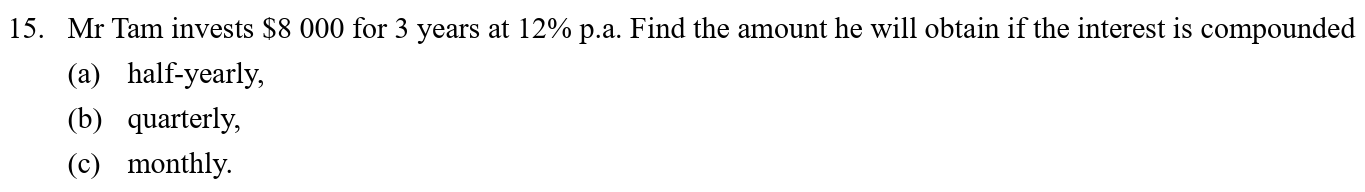 15. Mr Tam invests $8 000 for 3 years at 12% p.a. Find the amount he will obtain if the interest is compounded
(a) half-yearly,
(b) quarterly,
(c) monthly.